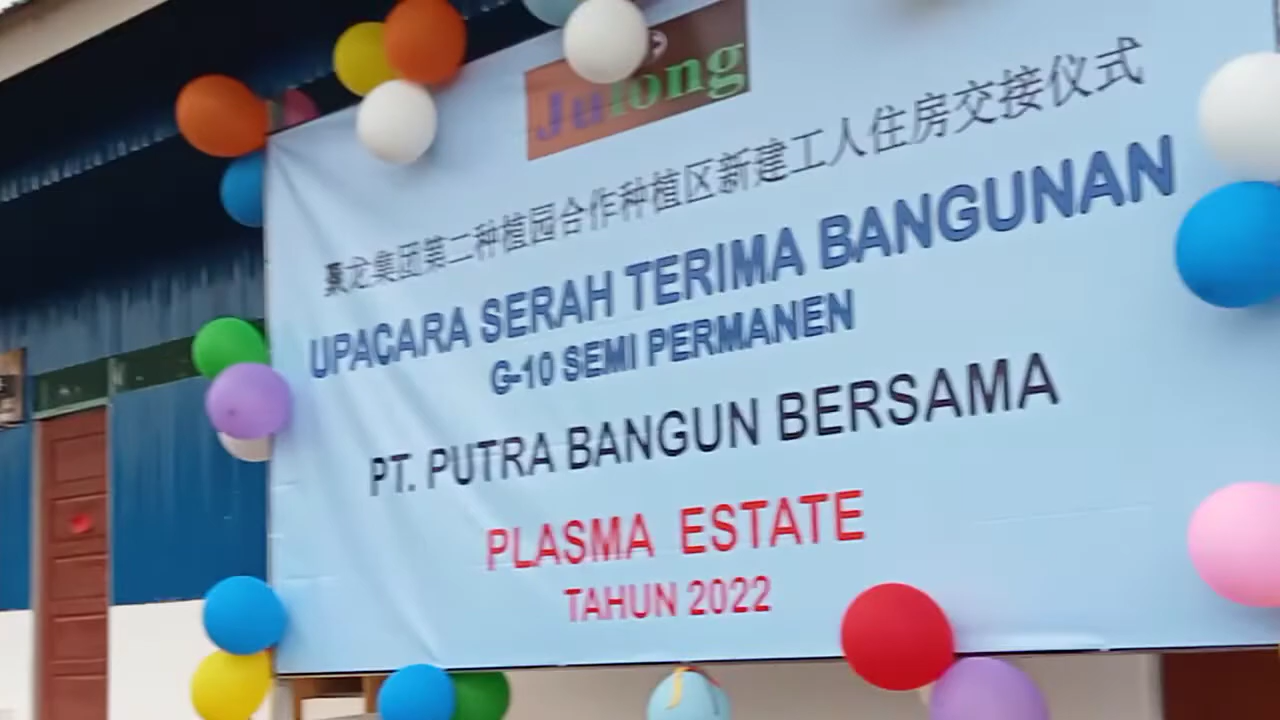 Julong
聚龙集团第二种植园合作种植区新建工人住房交接仪式
UPACARA SERAH TERIMA BANGUNAN
G-10 SEMI PERMANEN
PT. PUTRA BANGUN BERSAMA
PLASMA ESTATE
TAHUN 2022